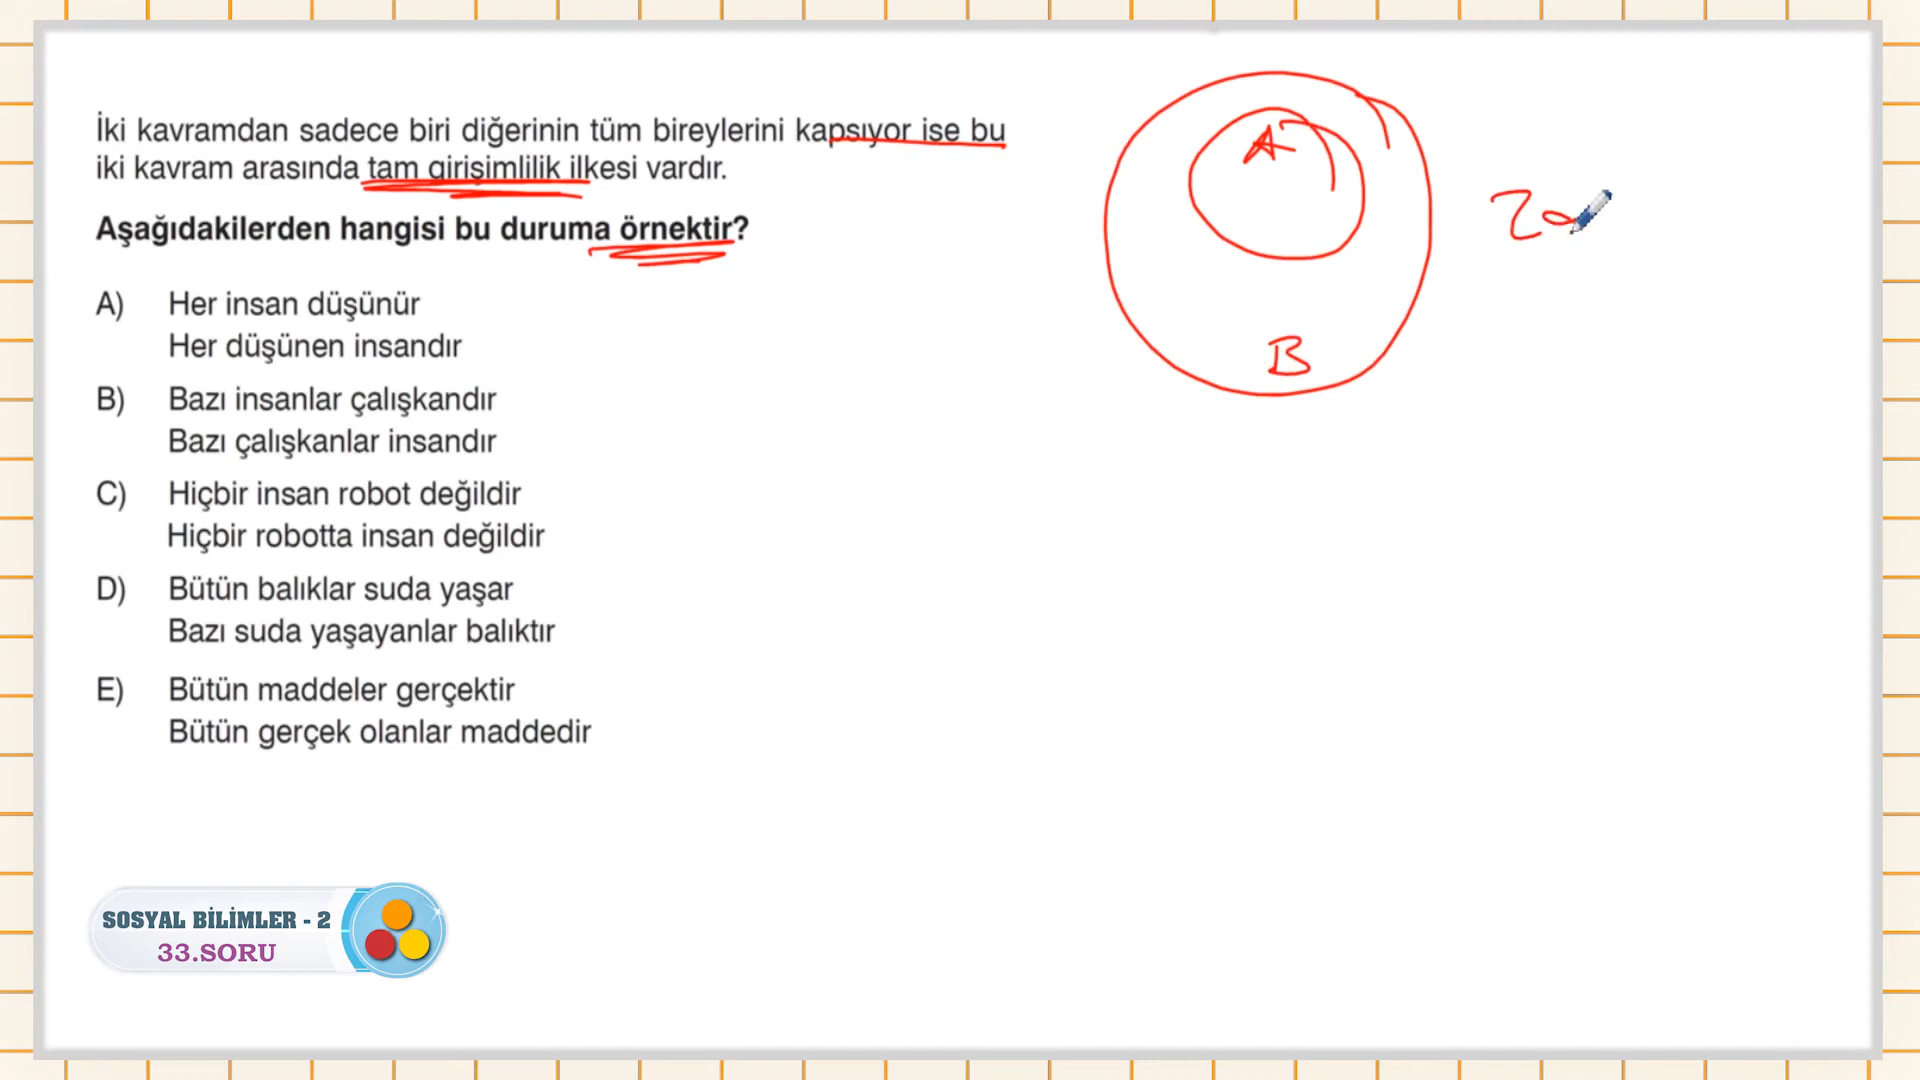 İki kavramdan sadece biri diğerinin tüm bireylerini kapsıyor ise bu
iki kavram arasında tam girişimlilik ilkesi vardır.
Aşağıdakilerden hangisi bu duruma örnektir?
A) Her insan düşünür
Her düşünen insandır
B) Bazı insanlar çalışkandır
Bazı çalışkanlar insandır
C) Hiçbir insan robot değildir
Hiçbir robotta insan değildir
D) Bütün balıklar suda yaşar
Bazı suda yaşayanlar balıktır
E) Bütün maddeler gerçektir
Bütün gerçek olanlar maddedir
A
B
SOSYAL BİLİMLER - 2
33.SORU